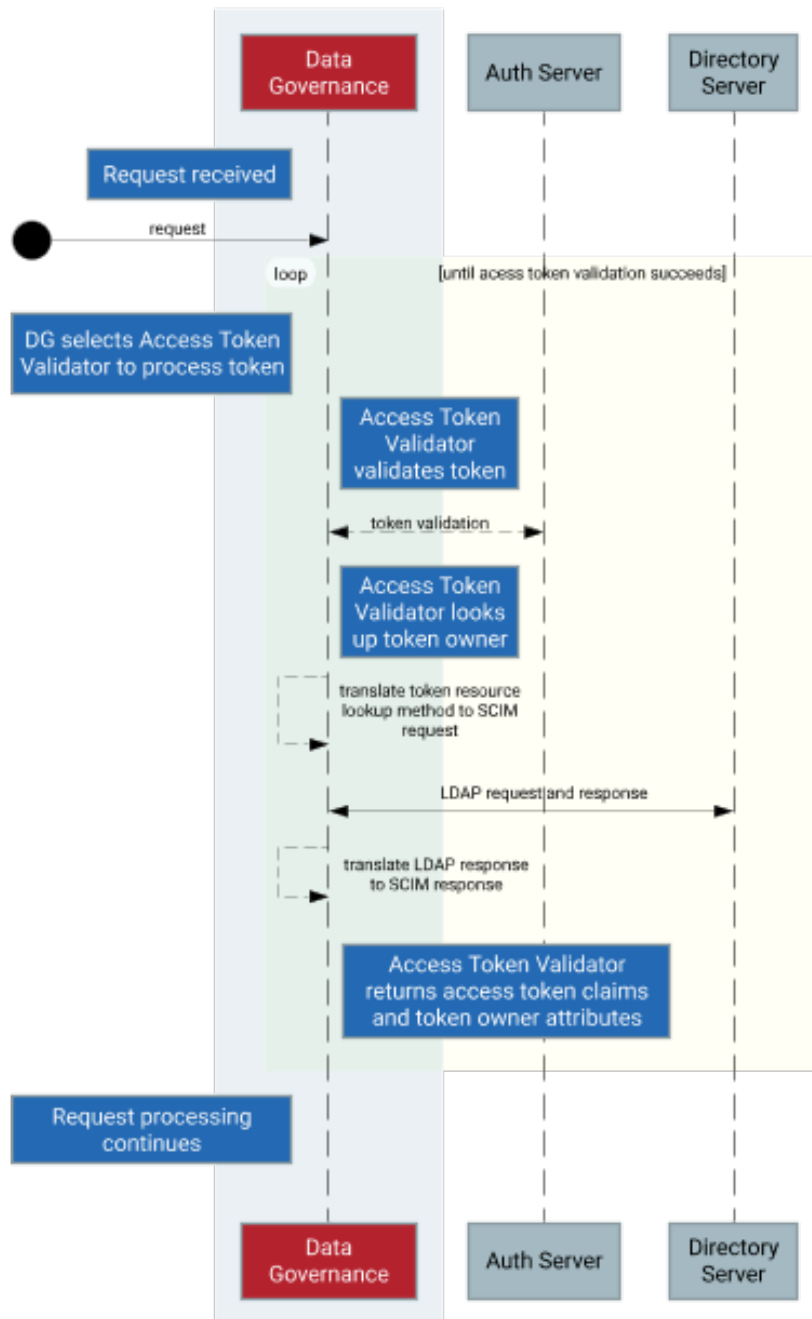 Data
Governance
Auth Server
Directory
Server
Request received
request
loop
[until acess token validation succeeds]
DG selects Access Token
Validator to process token
Access Token
Validator
validates token
token validation
Access Token
Validator looks
up token owner
translate token resource
lookup method to SCIM
request
LDAP request and response
translate LDAP response
to SCIM response
Access Token Validator
returns access token claims
and token owner attributes
Request processing
continues
Data
Governance
Auth Server
Directory
Server